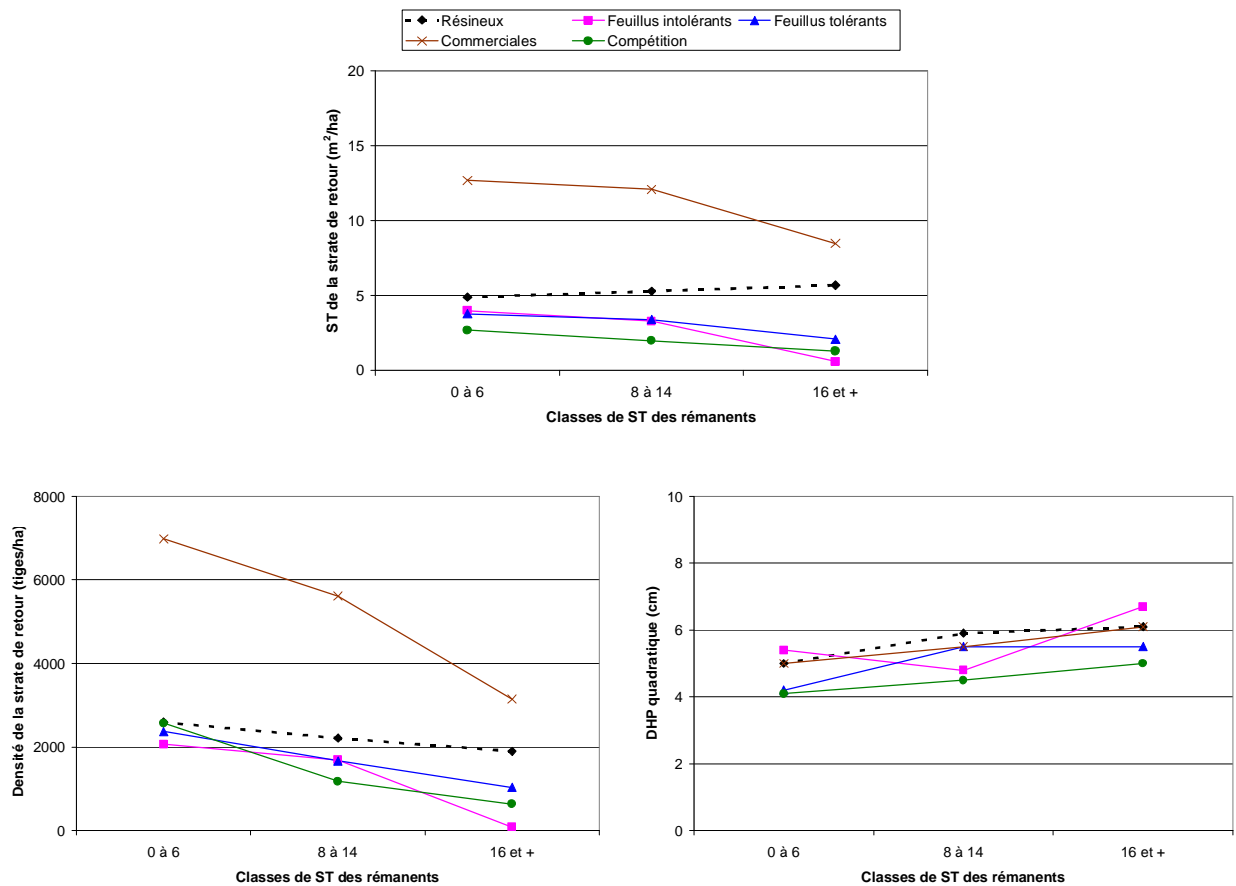 Résineux
Feuillus intolérants
Feuillus tolérants
Commerciales
Compétition
20
15
10
5
0
ST de la strate de retour (m²/ha)
0 à 6
8 à 14
16 et +
Classes de ST des rémanents
8000
6000
4000
2000
0
Densité de la strate de retour (tiges/ha)
0 à 6
8 à 14
16 et +
Classes de ST des rémanents
10
8
6
4
2
0
DHP quadratique (cm)
0 à 6
8 à 14
16 et +
Classes de ST des rémanents